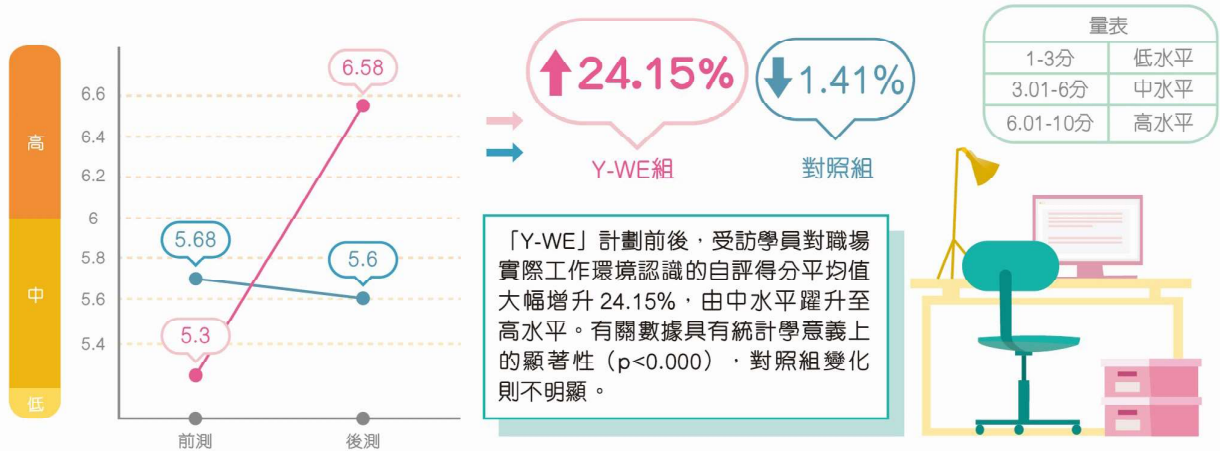 高
中
低
6.6
6.4
6.2
6
5.8
5.6
5.4
6.58
5.68
5.6
5.3
前測
後測
24.15%
Y-WE組
1.41%
對照組
「Y-WE」計劃前後，受訪學員對職場
實際工作環境認識的自評得分平均值
大幅增升 24.15%，由中水平躍升至
高水平。有關數據具有統計學意義上
的顯著性（p<0.000），對照組變化
則不明顯。
量表
1-3分 低水平
3.01-6分 中水平
6.01-10分 高水平